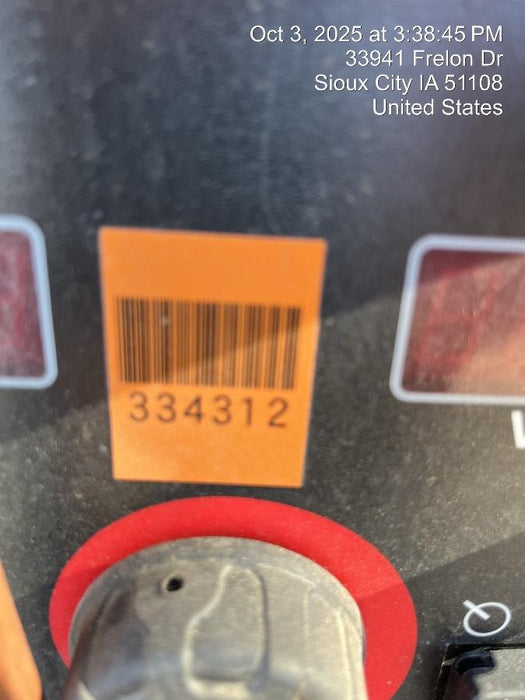 Oct 3, 2025 at 3:38:45 PM
33941 Frelon Dr
Sioux City IA 51108
United States
334312